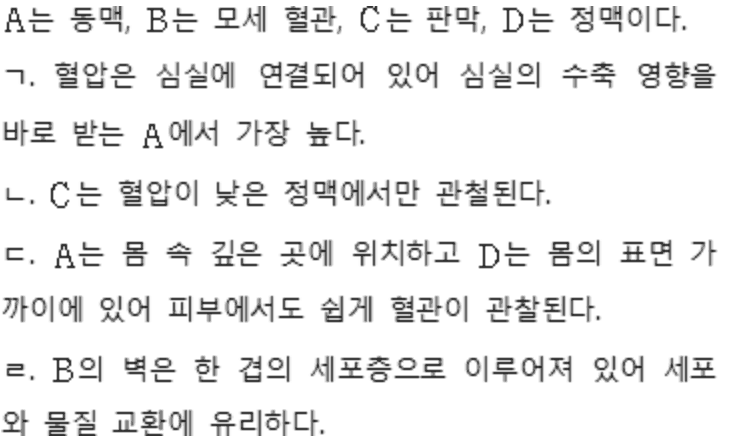 A는 동맥, B는 모세 혈관, C는 판막, D는 정맥이다.
ㄱ. 혈압은 심실에 연결되어 있어 심실의 수축 영향을
바로 받는 A에서 가장 높다.
ㄴ. C는 혈압이 낮은 정맥에서만 관철된다.
ㄷ. A는 몸 속 깊은 곳에 위치하고 D는 몸의 표면 가
까이에 있어 피부에서도 쉽게 혈관이 관찰된다.
ㄹ. B의 벽은 한 겹의 세포층으로 이루어져 있어 세포
와 물질 교환에 유리하다.